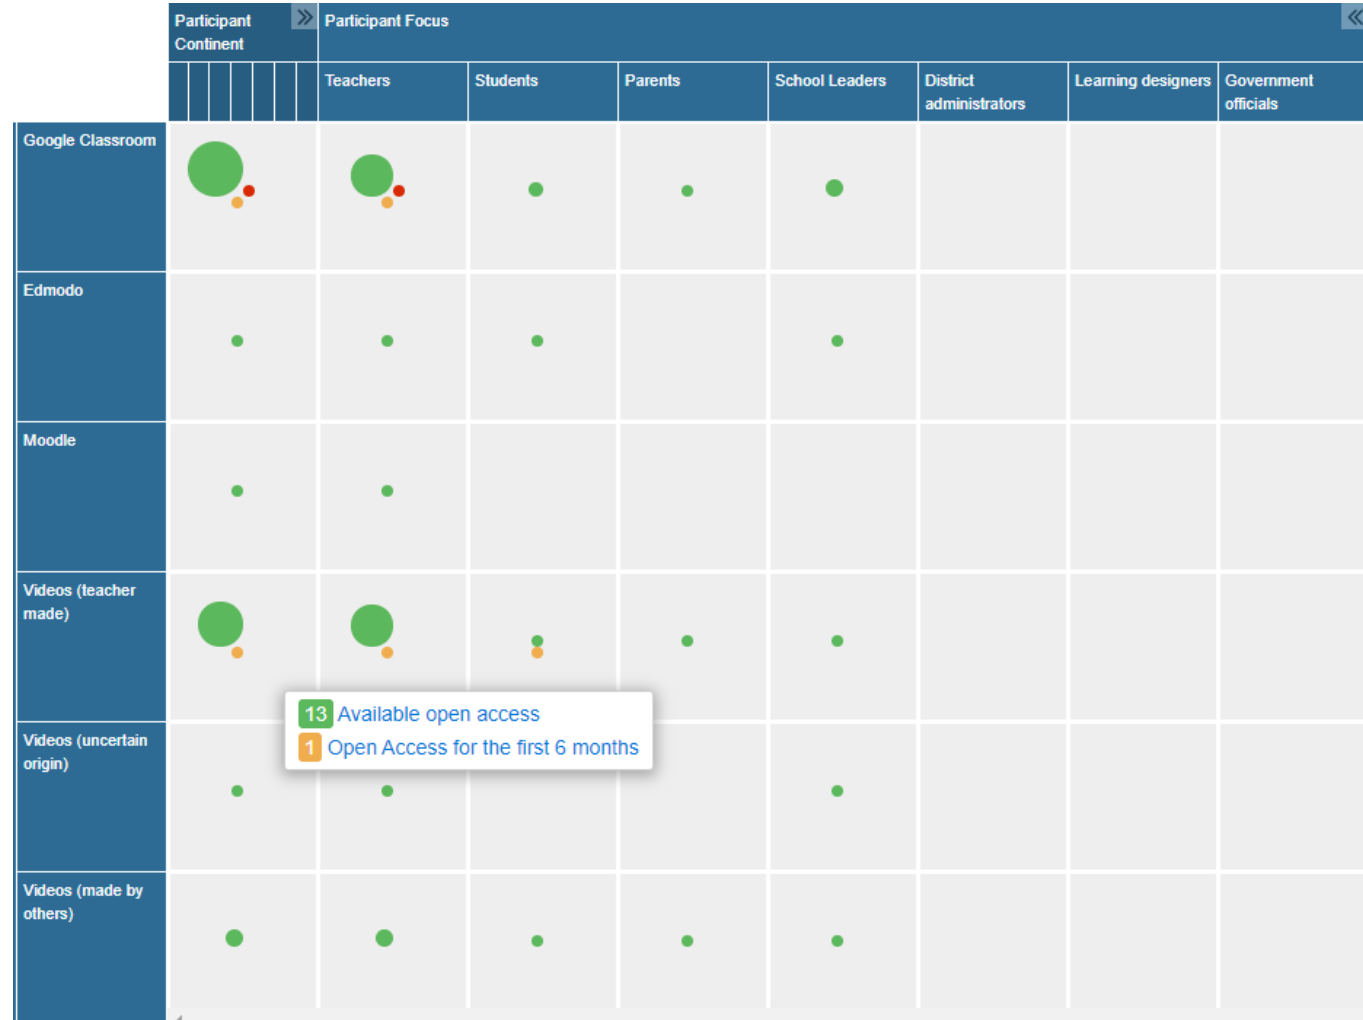 Participant
Continent
Participant Focus
Teachers
Students
Parents
School Leaders
District
administrators
Learning designers
Government
officials
Google Classroom
Edmodo
Moodle
Videos (teacher
made)
13 Available open access
1 Open Access for the first 6 months
Videos (uncertain
origin)
Videos (made by
others)